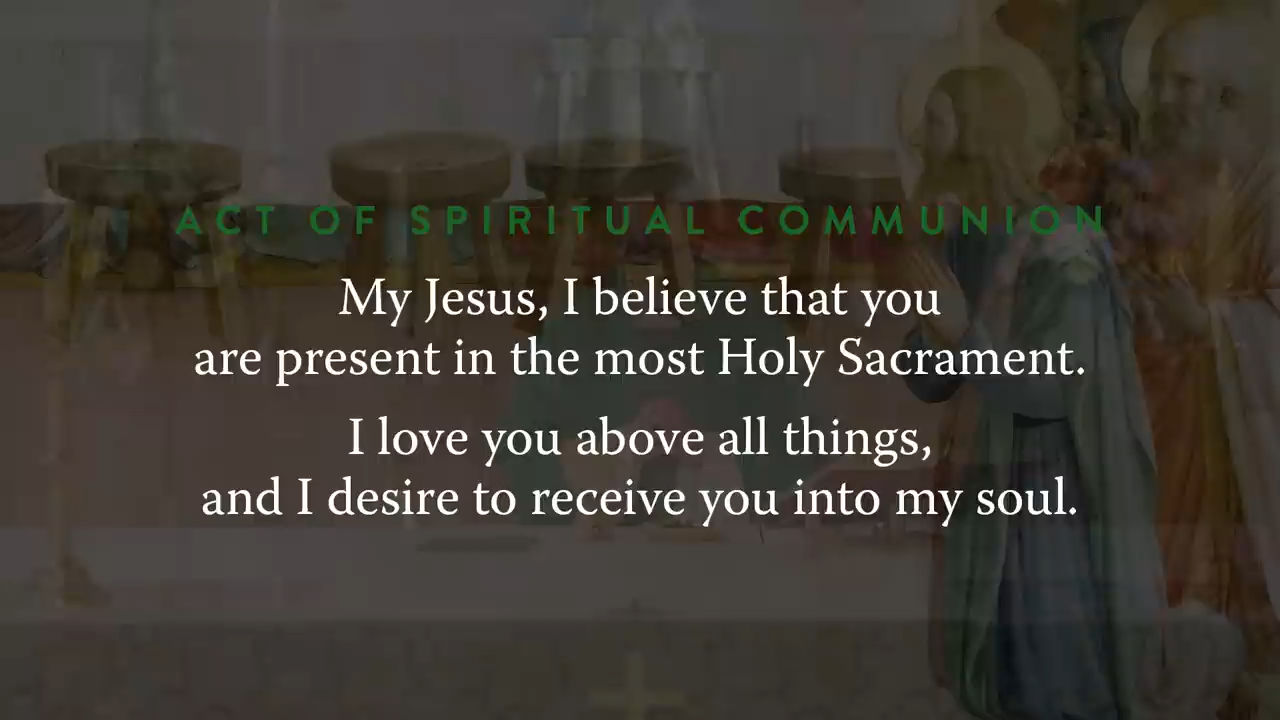 ACT OF SPIRITUAL COMMUNION
My Jesus, I believe that you
are present in the most Holy Sacrament.
I love you above all things,
and I desire to receive you into my soul.